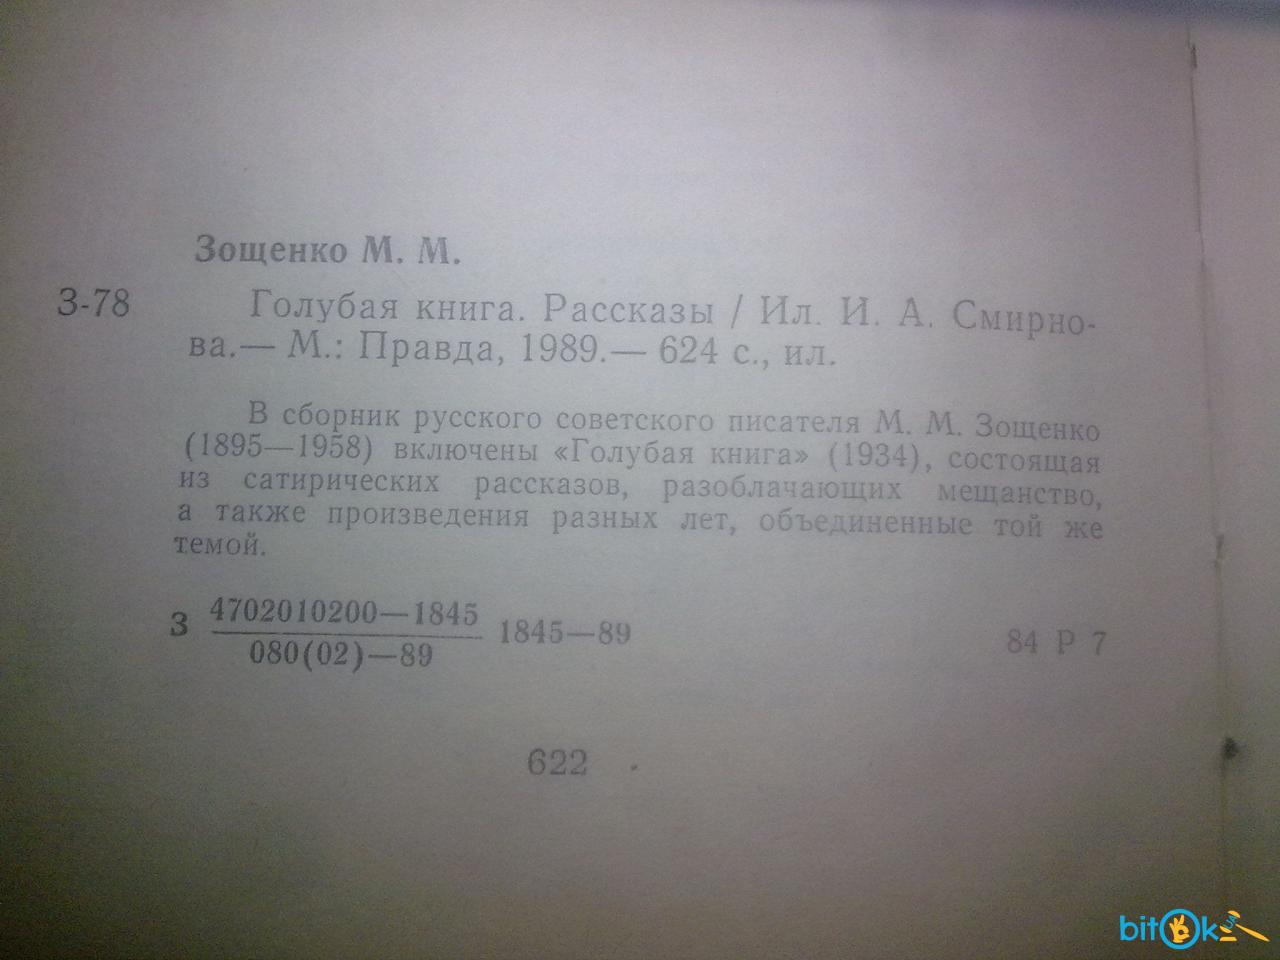 Зощенко М. М.
З-78 Голубая книга. Рассказы / Ил. И. А. Смирно-
ва.— М.: Правда, 1989.— 624 с., ил.
В сборник русского советского писателя М. М. Зощенко
(1895—1958) включены «Голубая книга» (1934), состоящая
из сатирических рассказов, разоблачающих мещанство,
а также произведения разных лет, объединенные той же
темой.
З 4702010200—1845 1845—89 84 Р 7
080(02)—89
622
bitOk.ua